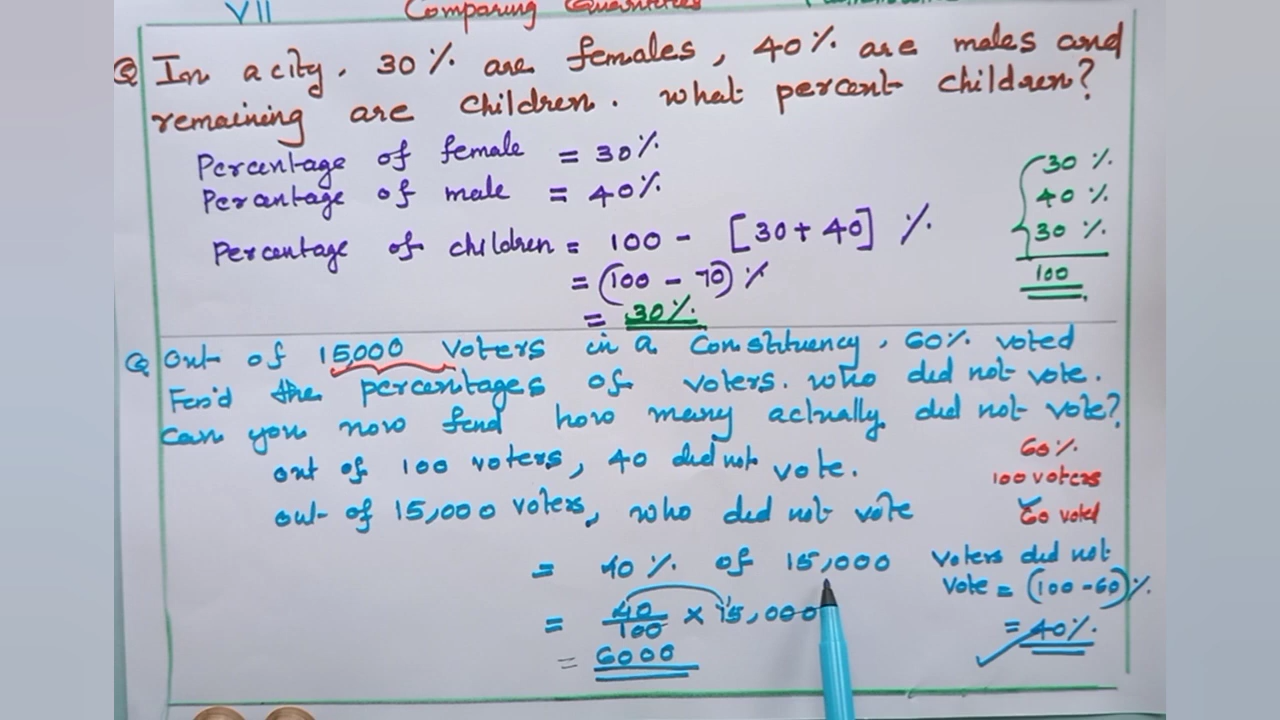 VII Comparing Quantities
Q In a city, 30% are females, 40% are males and
remaining are children. What percent children?
Percentage of female = 30%
Percentage of male = 40%
Percentage of children = 100 - [30 + 40] %
= (100 - 70) %
= 30%
30 %
40 %
30 %
100
Q Out of 15000 voters in a constituency, 60% voted
Find the percentages of voters. who did not vote.
Can you now find how many actually did not vote?
out of 100 voters, 40 did not vote.
out of 15,000 voters, who did not vote
= 40 % of 15,000
= 40/100 × 15,000
= 6000
60%
100 voters
60 voted
voters did not
vote = (100 - 60)%
= 40%